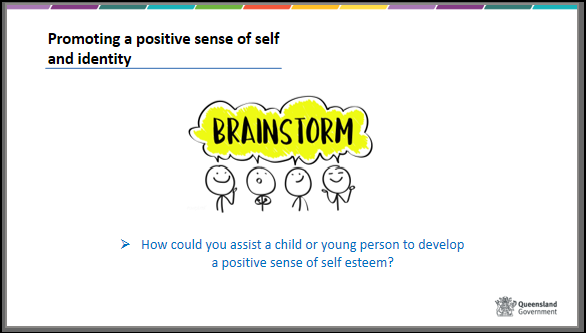 Promoting a positive sense of self
and identity
BRAINSTORM
➢ How could you assist a child or young person to develop
a positive sense of self esteem?
Queensland
Government